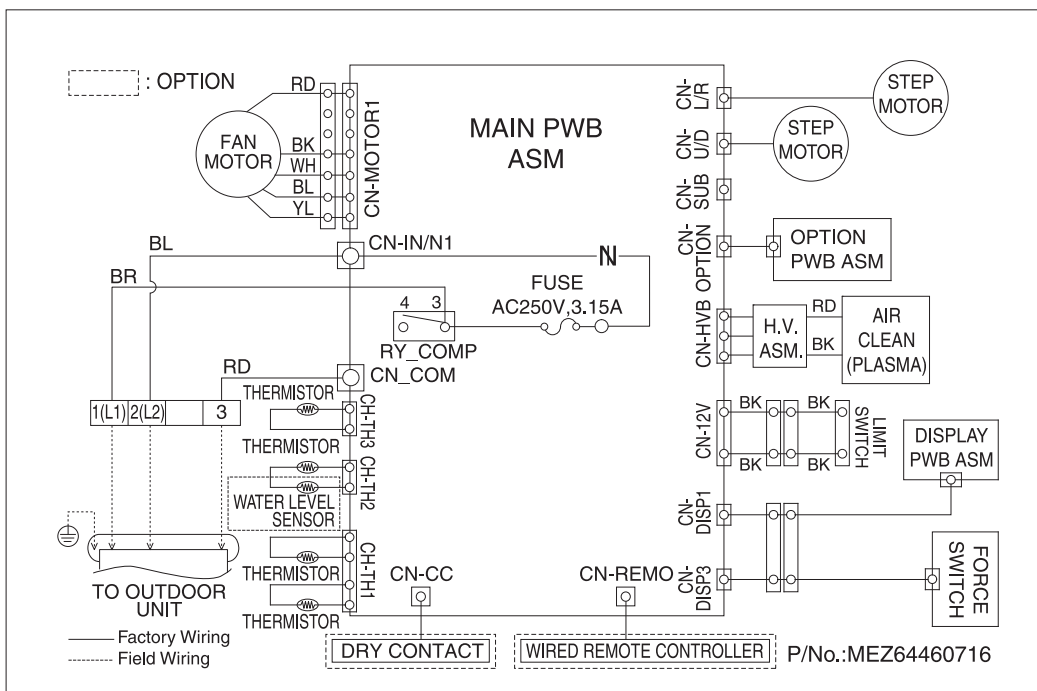 : OPTION
RD
BK
WH
BL
YL
FAN
MOTOR
CN-MOTOR1
MAIN PWB
ASM
CN-
L/R
STEP
MOTOR
CN-
U/D
STEP
MOTOR
CN-
SUB
CN-
OPTION
OPTION
PWB ASM
BL
CN-IN/N1
N
BR
FUSE
AC250V,3.15A
4 3
RY_COMP
CN_COM
RD
CN-HVB
H.V.
ASM.
RD
BK
AIR
CLEAN
(PLASMA)
1(L1) 2(L2) 3
THERMISTOR
THERMISTOR
CH-TH3
CH-TH2
WATER LEVEL
SENSOR
CN-12V
BK BK
BK BK
LIMIT
SWITCH
DISPLAY
PWB ASM
CN-
DISP1
THERMISTOR
THERMISTOR
CH-TH1
TO OUTDOOR
UNIT
CN-CC
CN-REMO
CN-
DISP3
FORCE
SWITCH
Factory Wiring
Field Wiring
DRY CONTACT
WIRED REMOTE CONTROLLER
P/No.:MEZ64460716